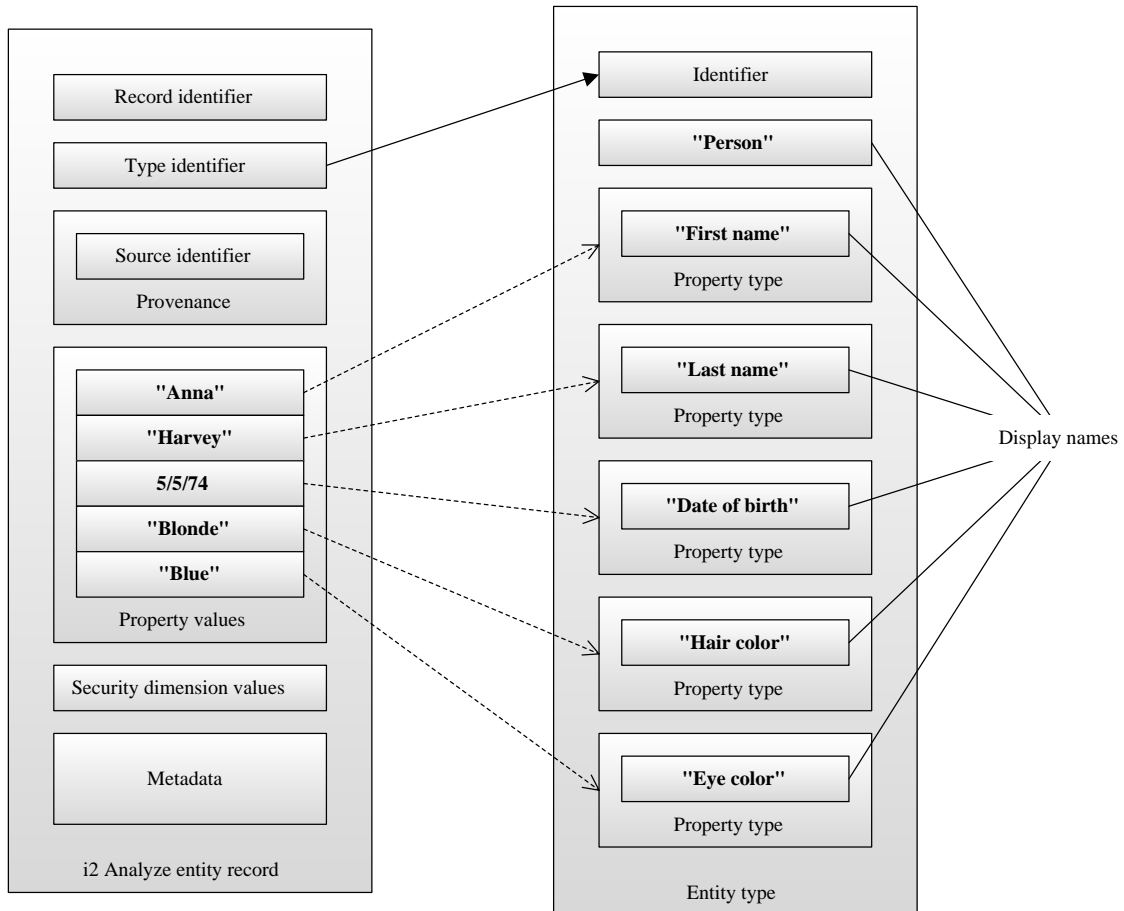 Record identifier
Type identifier
Source identifier
Provenance
"Anna"
"Harvey"
5/5/74
"Blonde"
"Blue"
Property values
Security dimension values
Metadata
i2 Analyze entity record
Identifier
"Person"
"First name"
Property type
"Last name"
Property type
"Date of birth"
Property type
"Hair color"
Property type
"Eye color"
Property type
Entity type
Display names